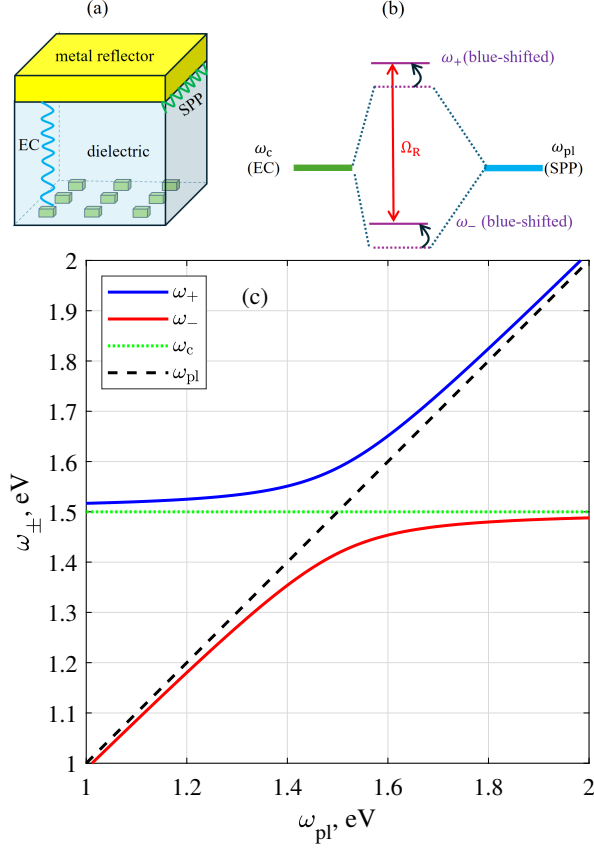 (a)
metal reflector
SPP
EC
dielectric
(b)
ω+(blue-shifted)
ωc
(EC)
ΩR
ωpl
(SPP)
ω− (blue-shifted)
(c)
ω+
ω−
ωc
ωpl
2
1.9
1.8
1.7
1.6
1.5
1.4
1.3
1.2
1.1
1
ω±, eV
1 1.2 1.4 1.6 1.8 2
ωpl, eV